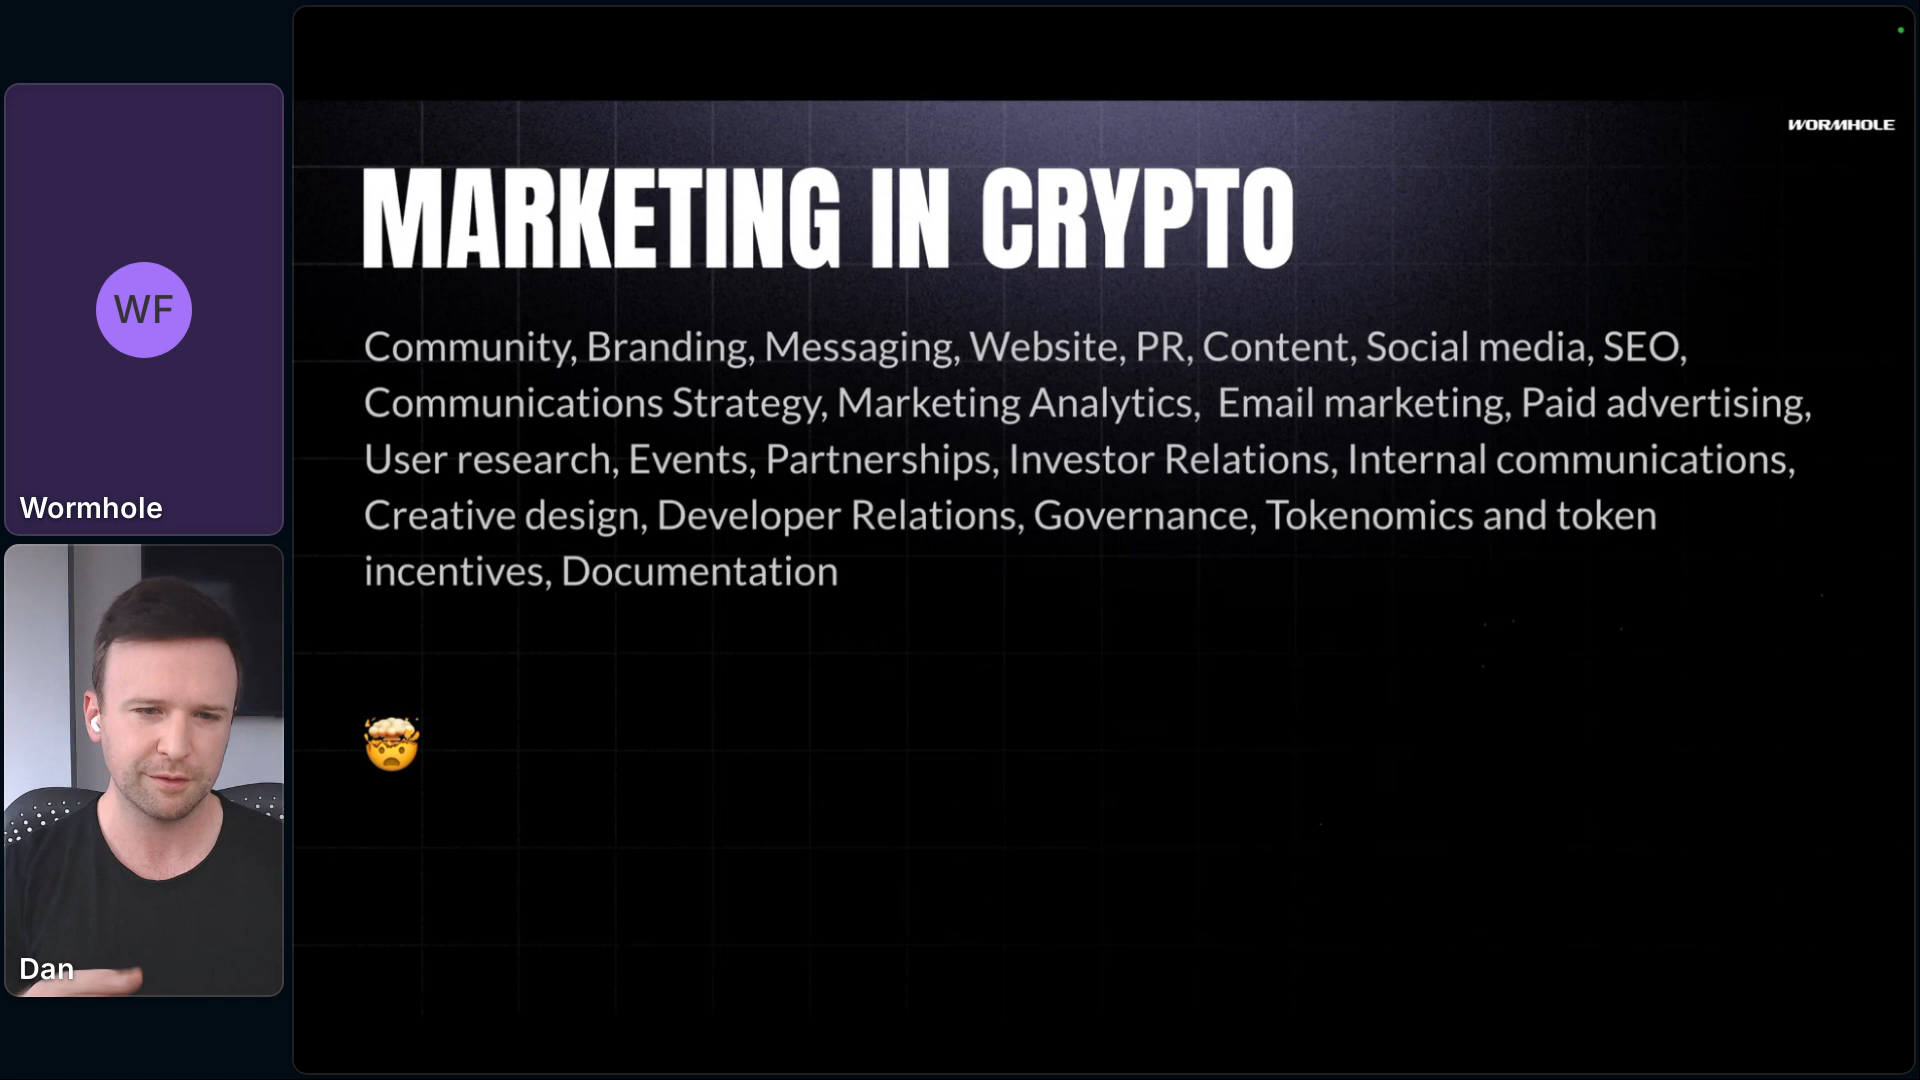 WORMHOLE
MARKETING IN CRYPTO
Community, Branding, Messaging, Website, PR, Content, Social media, SEO,
Communications Strategy, Marketing Analytics,  Email marketing, Paid advertising,
User research, Events, Partnerships, Investor Relations, Internal communications,
Creative design, Developer Relations, Governance, Tokenomics and token
incentives, Documentation
WF
Wormhole
Dan